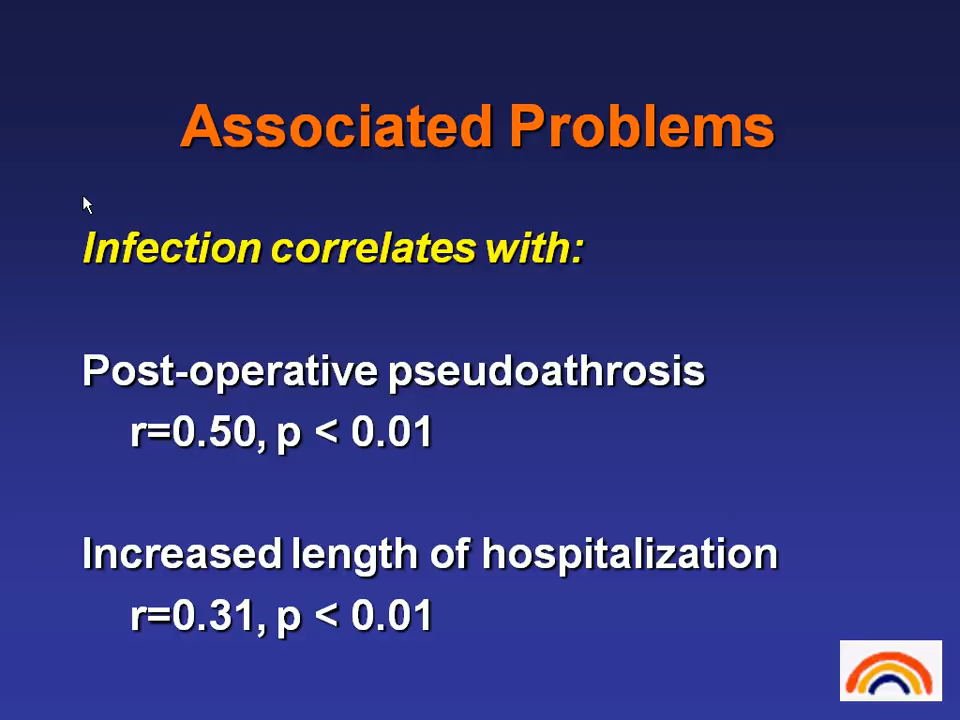 Associated Problems
Infection correlates with:
Post-operative pseudoathrosis
r=0.50, p < 0.01
Increased length of hospitalization
r=0.31, p < 0.01